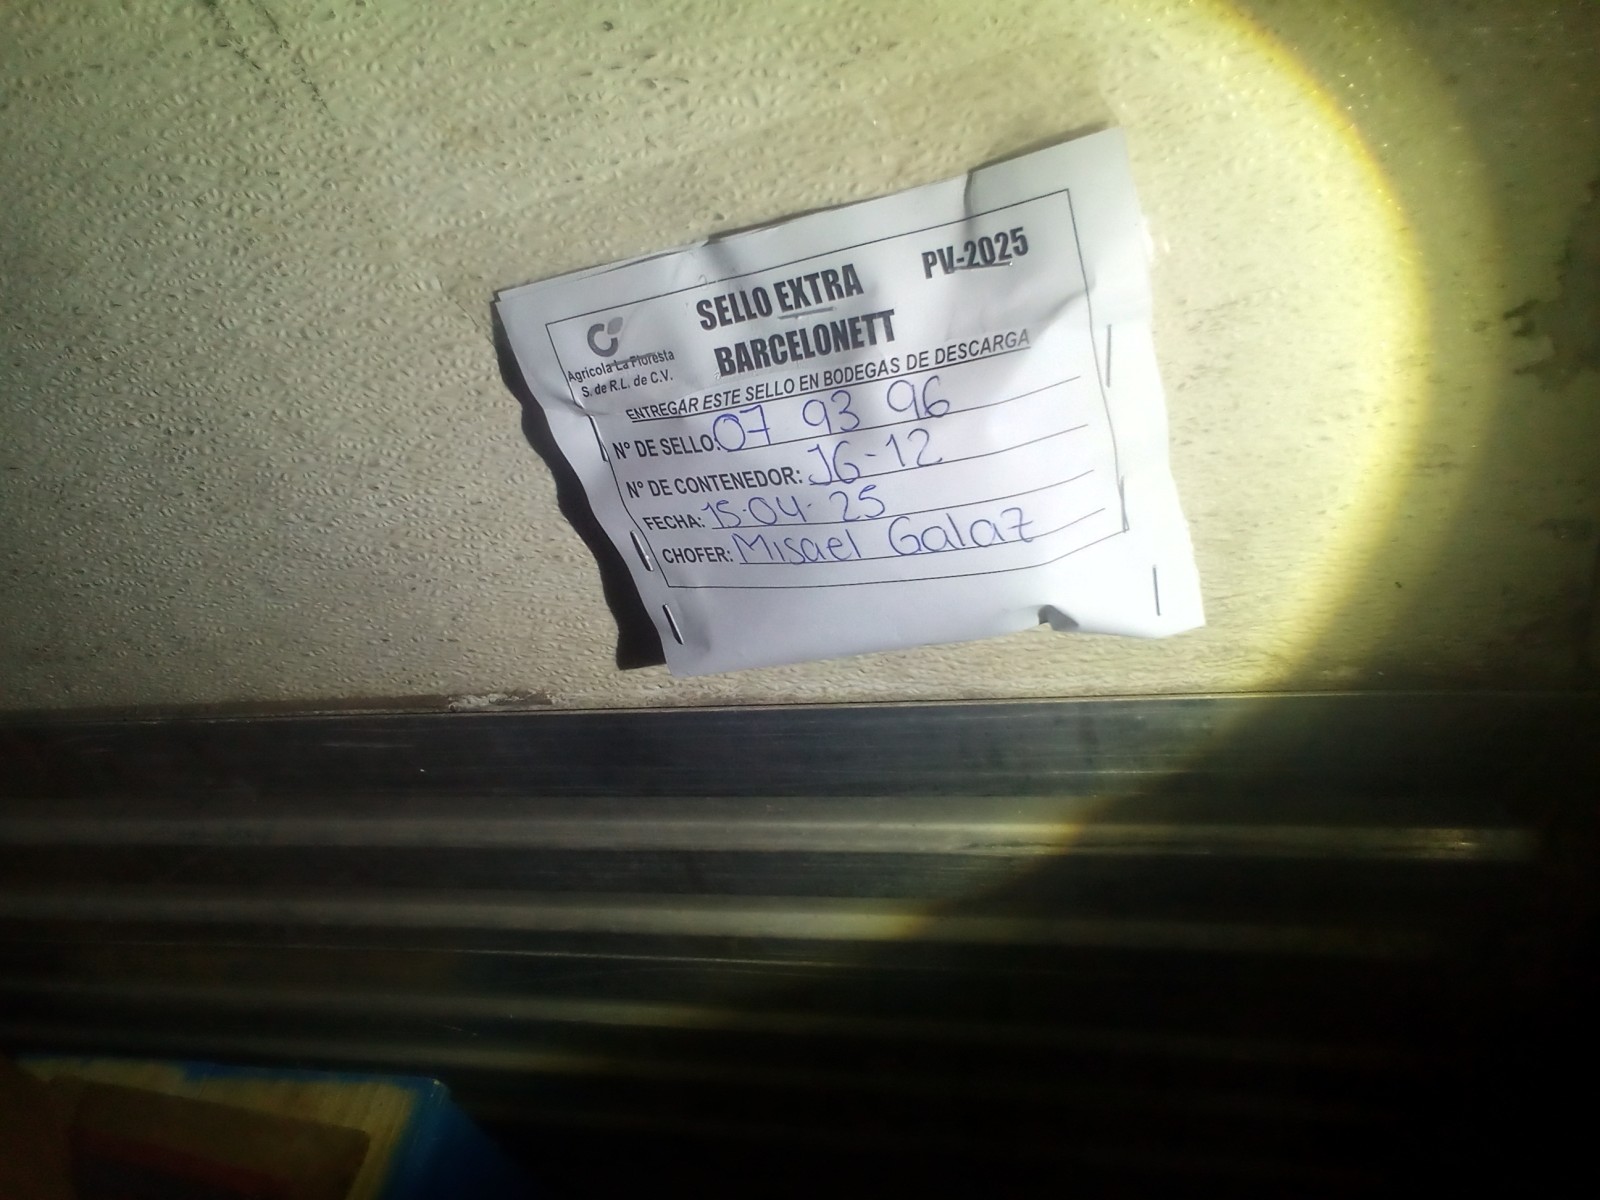 SELLO EXTRA PV-2025
BARCELONETT
Agricola La Floresta
S. de R.L. de C.V.
ENTREGAR ESTE SELLO EN BODEGAS DE DESCARGA
Nº DE SELLO: 07 93 96
Nº DE CONTENEDOR: JG-12
FECHA: 15-04-25
CHOFER: Misael Galaz